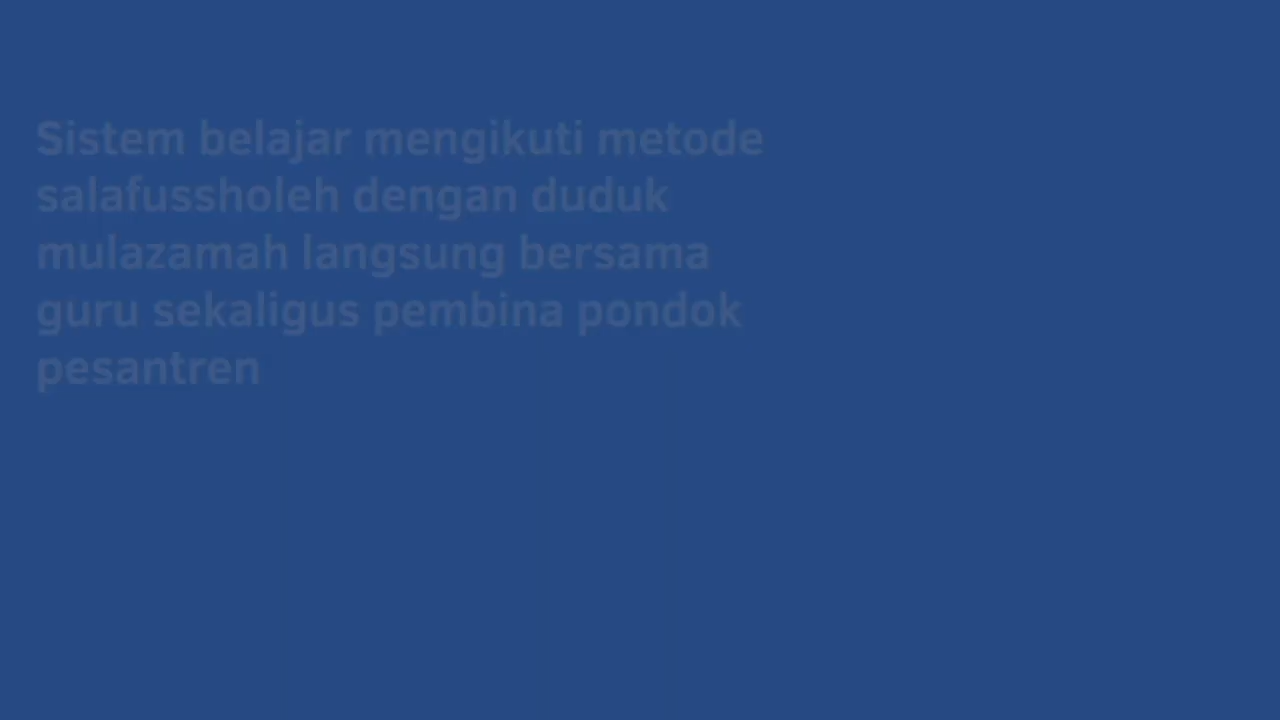 Sistem belajar mengikuti metode
salafussholeh dengan duduk
mulazamah langsung bersama
guru sekaligus pembina pondok
pesantren